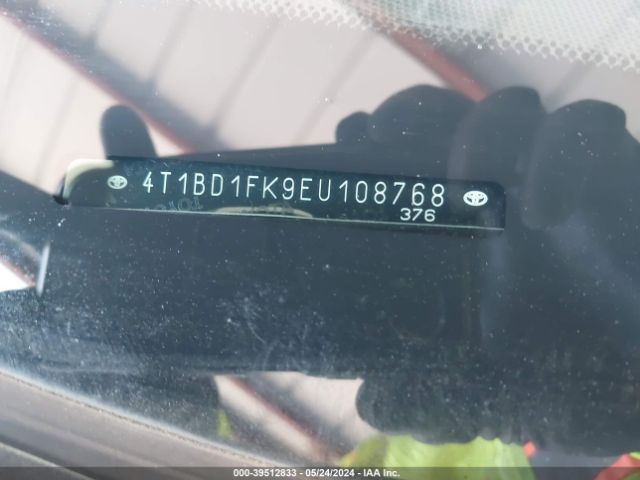 4T1BD1FK9EU108768
376
000-39512833 - 05/24/2024 - IAA Inc.